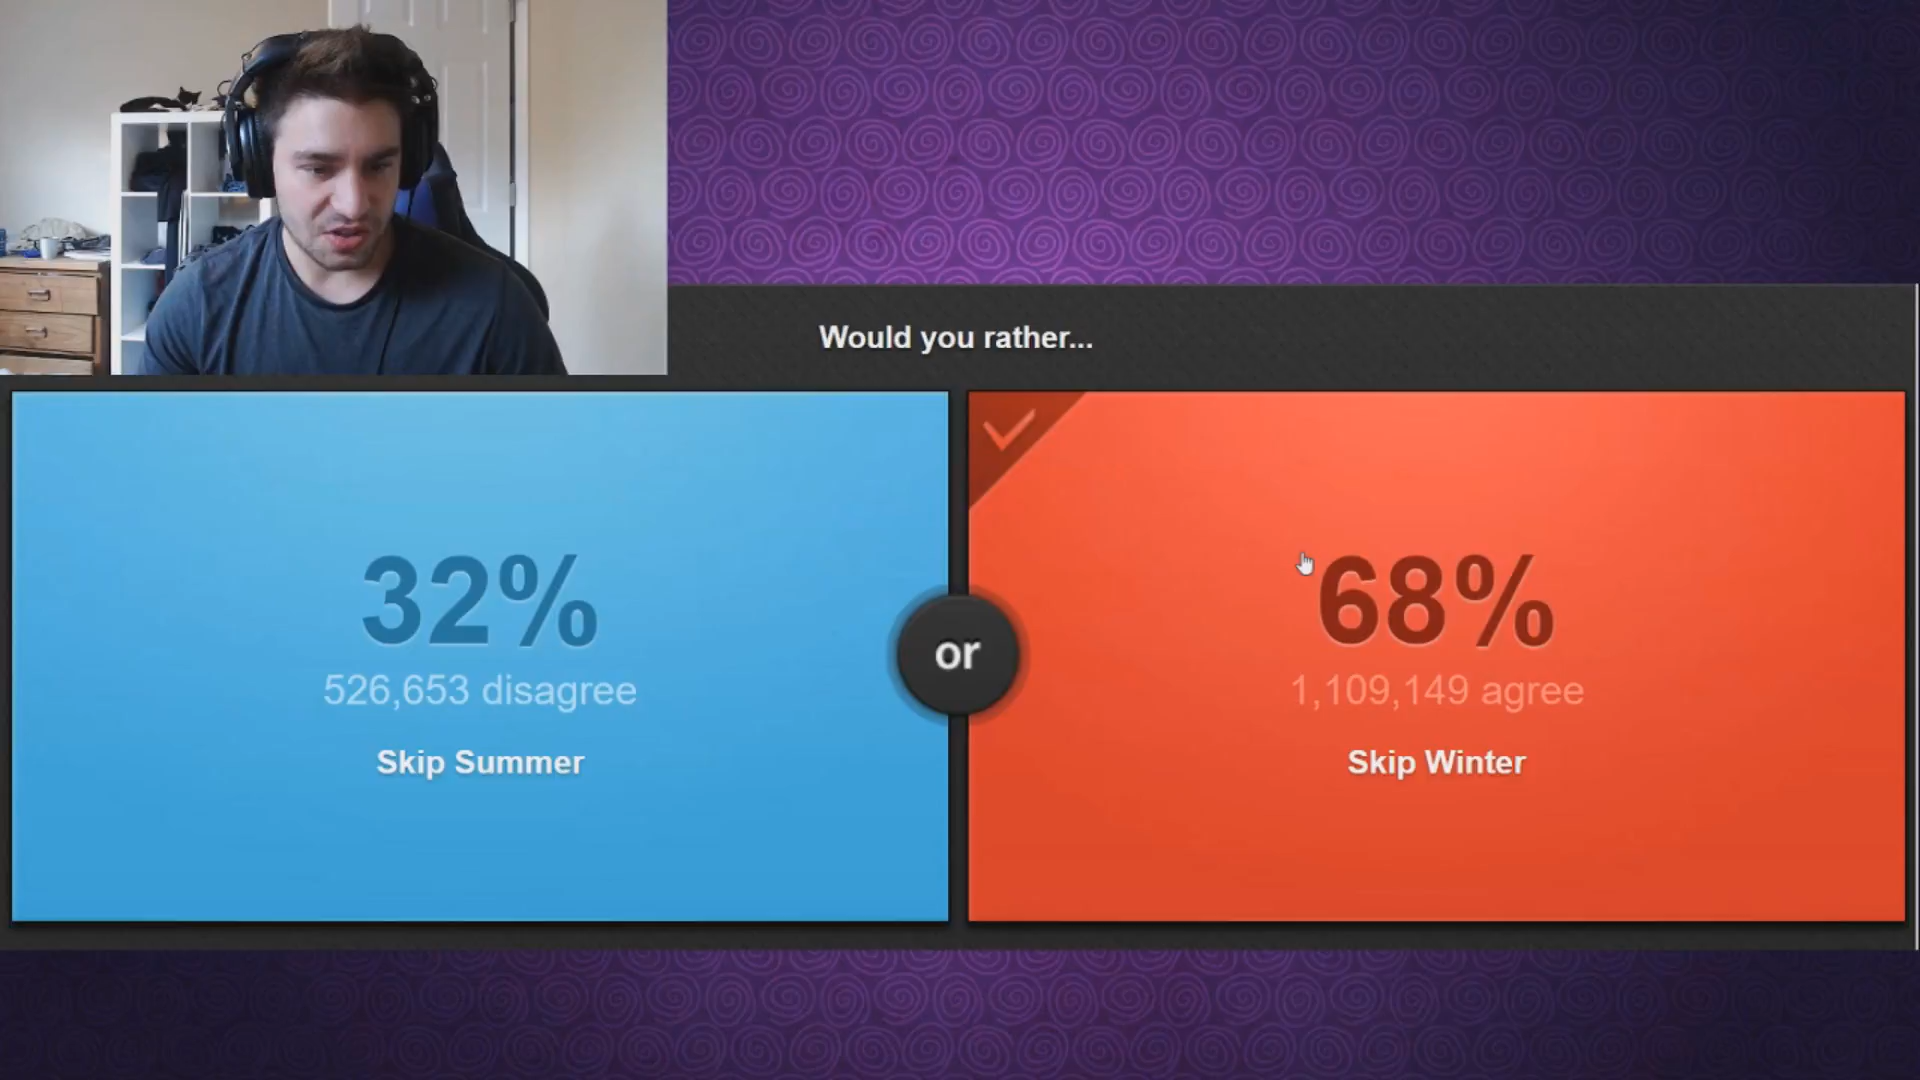 Would you rather...
32%
526,653 disagree
Skip Summer
or
68%
1,109,149 agree
Skip Winter